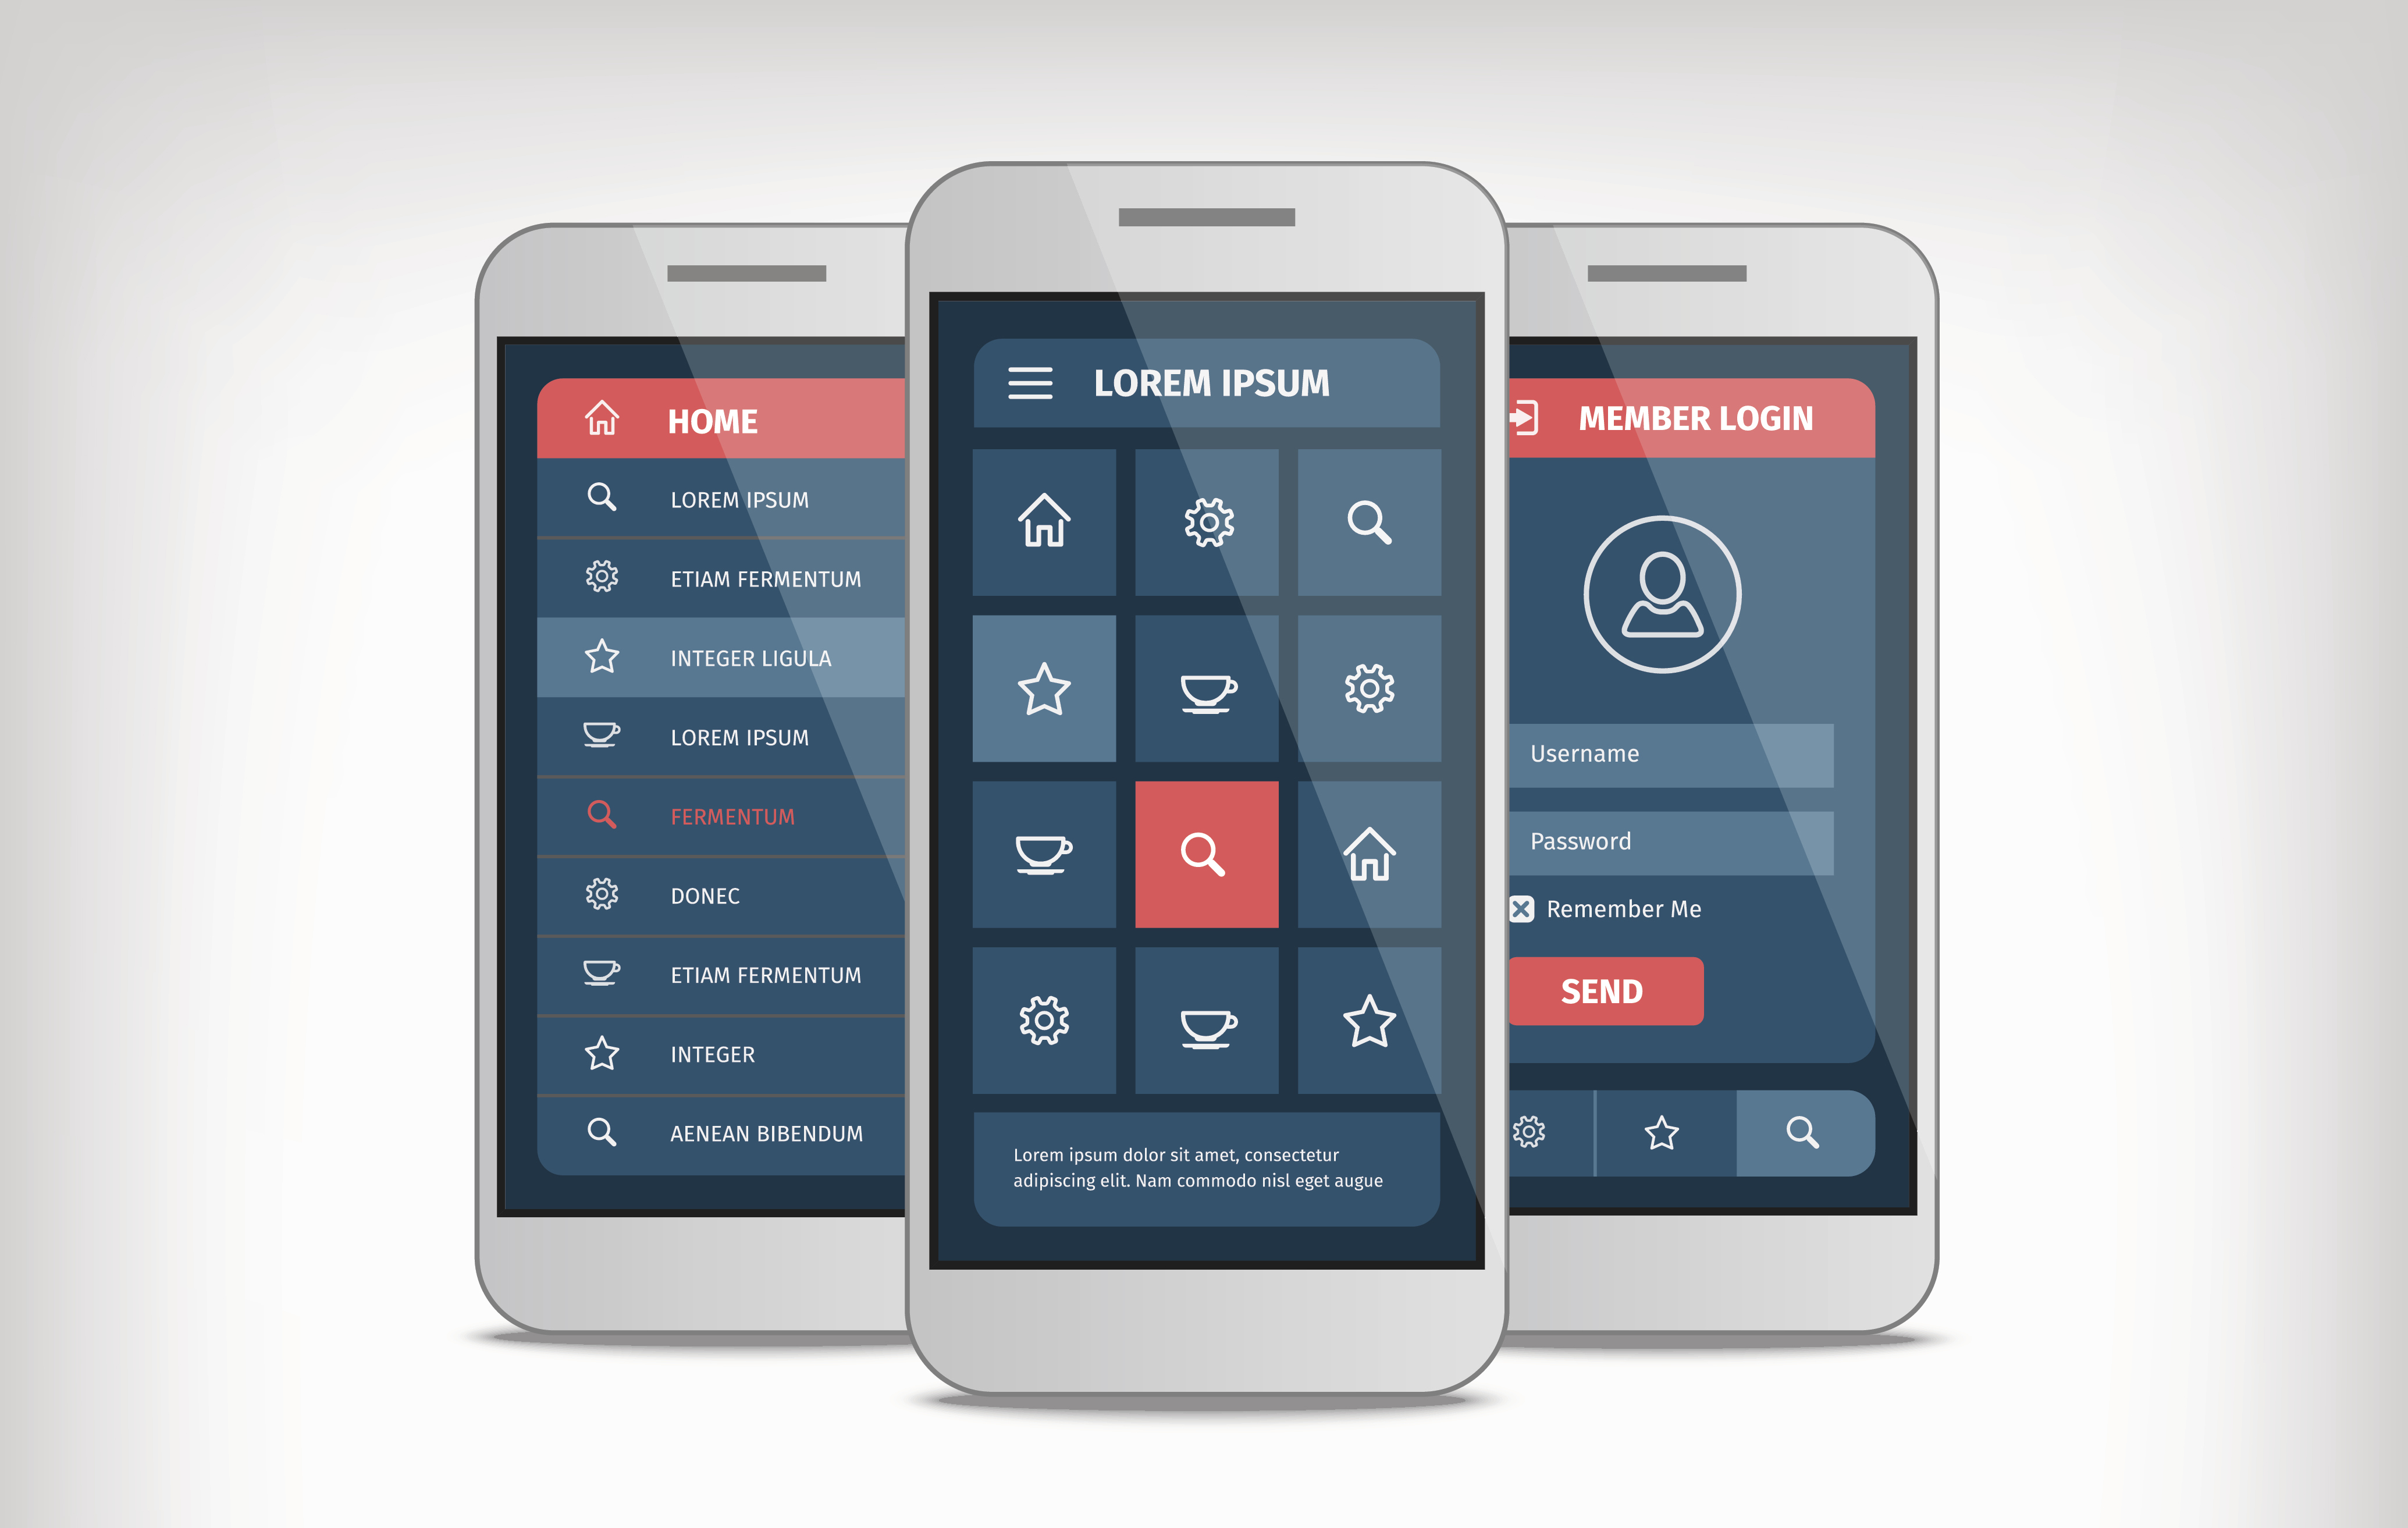 HOME
LOREM IPSUM
ETIAM FERMENTUM
INTEGER LIGULA
LOREM IPSUM
FERMENTUM
DONEC
ETIAM FERMENTUM
INTEGER
AENEAN BIBENDUM
LOREM IPSUM
Lorem ipsum dolor sit amet, consectetur
adipiscing elit. Nam commodo nisl eget augue
MEMBER LOGIN
Username
Password
Remember Me
SEND